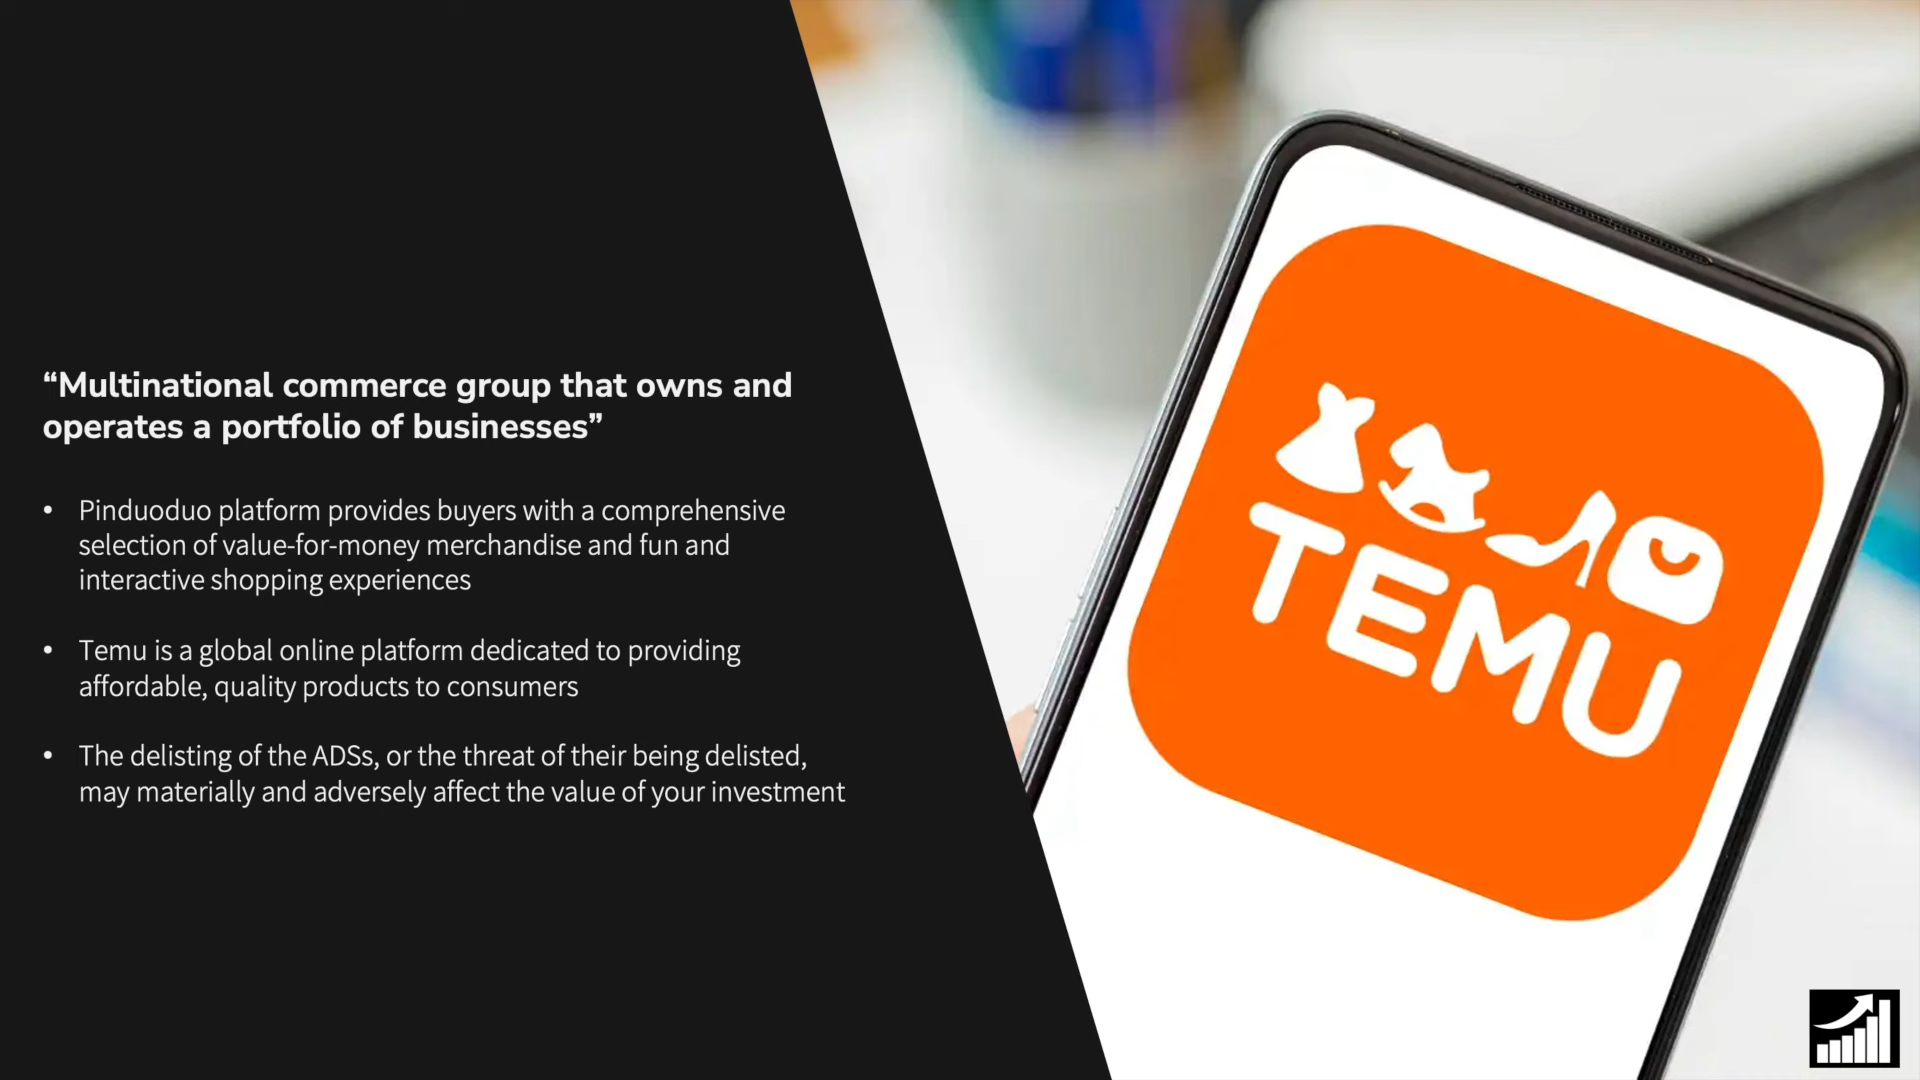 “Multinational commerce group that owns and
operates a portfolio of businesses”
• Pinduoduo platform provides buyers with a comprehensive
selection of value-for-money merchandise and fun and
interactive shopping experiences
• Temu is a global online platform dedicated to providing
affordable, quality products to consumers
• The delisting of the ADSs, or the threat of their being delisted,
may materially and adversely affect the value of your investment
TEMU